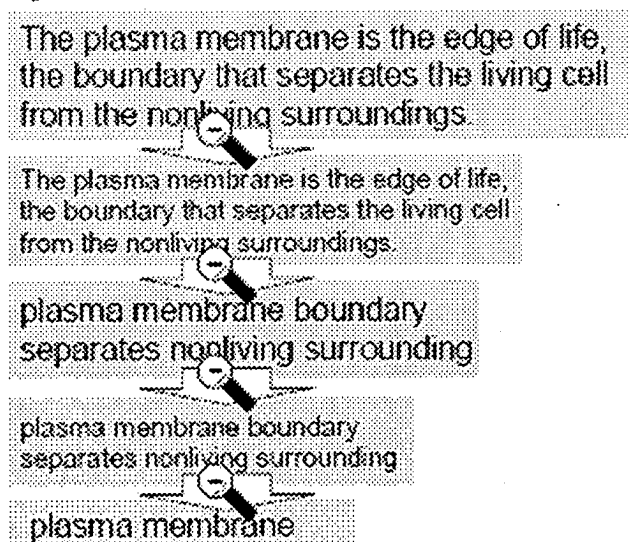 The plasma membrane is the edge of life,
the boundary that separates the living cell
from the nonliving surroundings.
The plasma membrane is the edge of life,
the boundary that separates the living cell
from the nonliving surroundings.
plasma membrane boundary
separates nonliving surrounding
plasma membrane boundary
separates nonliving surrounding
plasma membrane